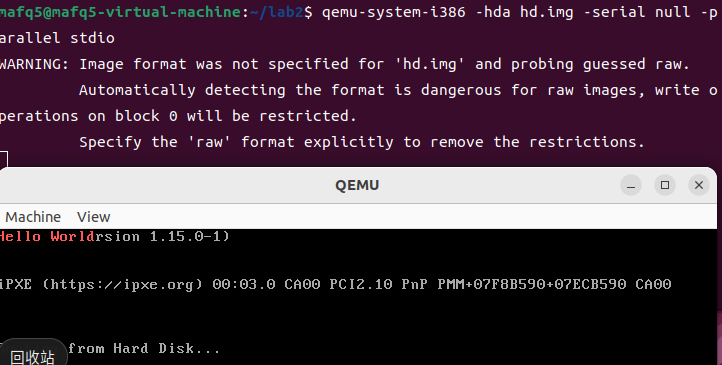 mafq5@mafq5-virtual-machine:~/lab2$ qemu-system-i386 -hda hd.img -serial null -p
arallel stdio
WARNING: Image format was not specified for 'hd.img' and probing guessed raw.
         Automatically detecting the format is dangerous for raw images, write o
perations on block 0 will be restricted.
         Specify the 'raw' format explicitly to remove the restrictions.
QEMU
Machine View
Hello Worldrsion 1.15.0-1)
iPXE (https://ipxe.org) 00:03.0 CA00 PCI2.10 PnP PMM+07F8B590+07ECB590 CA00
from Hard Disk...
回收站